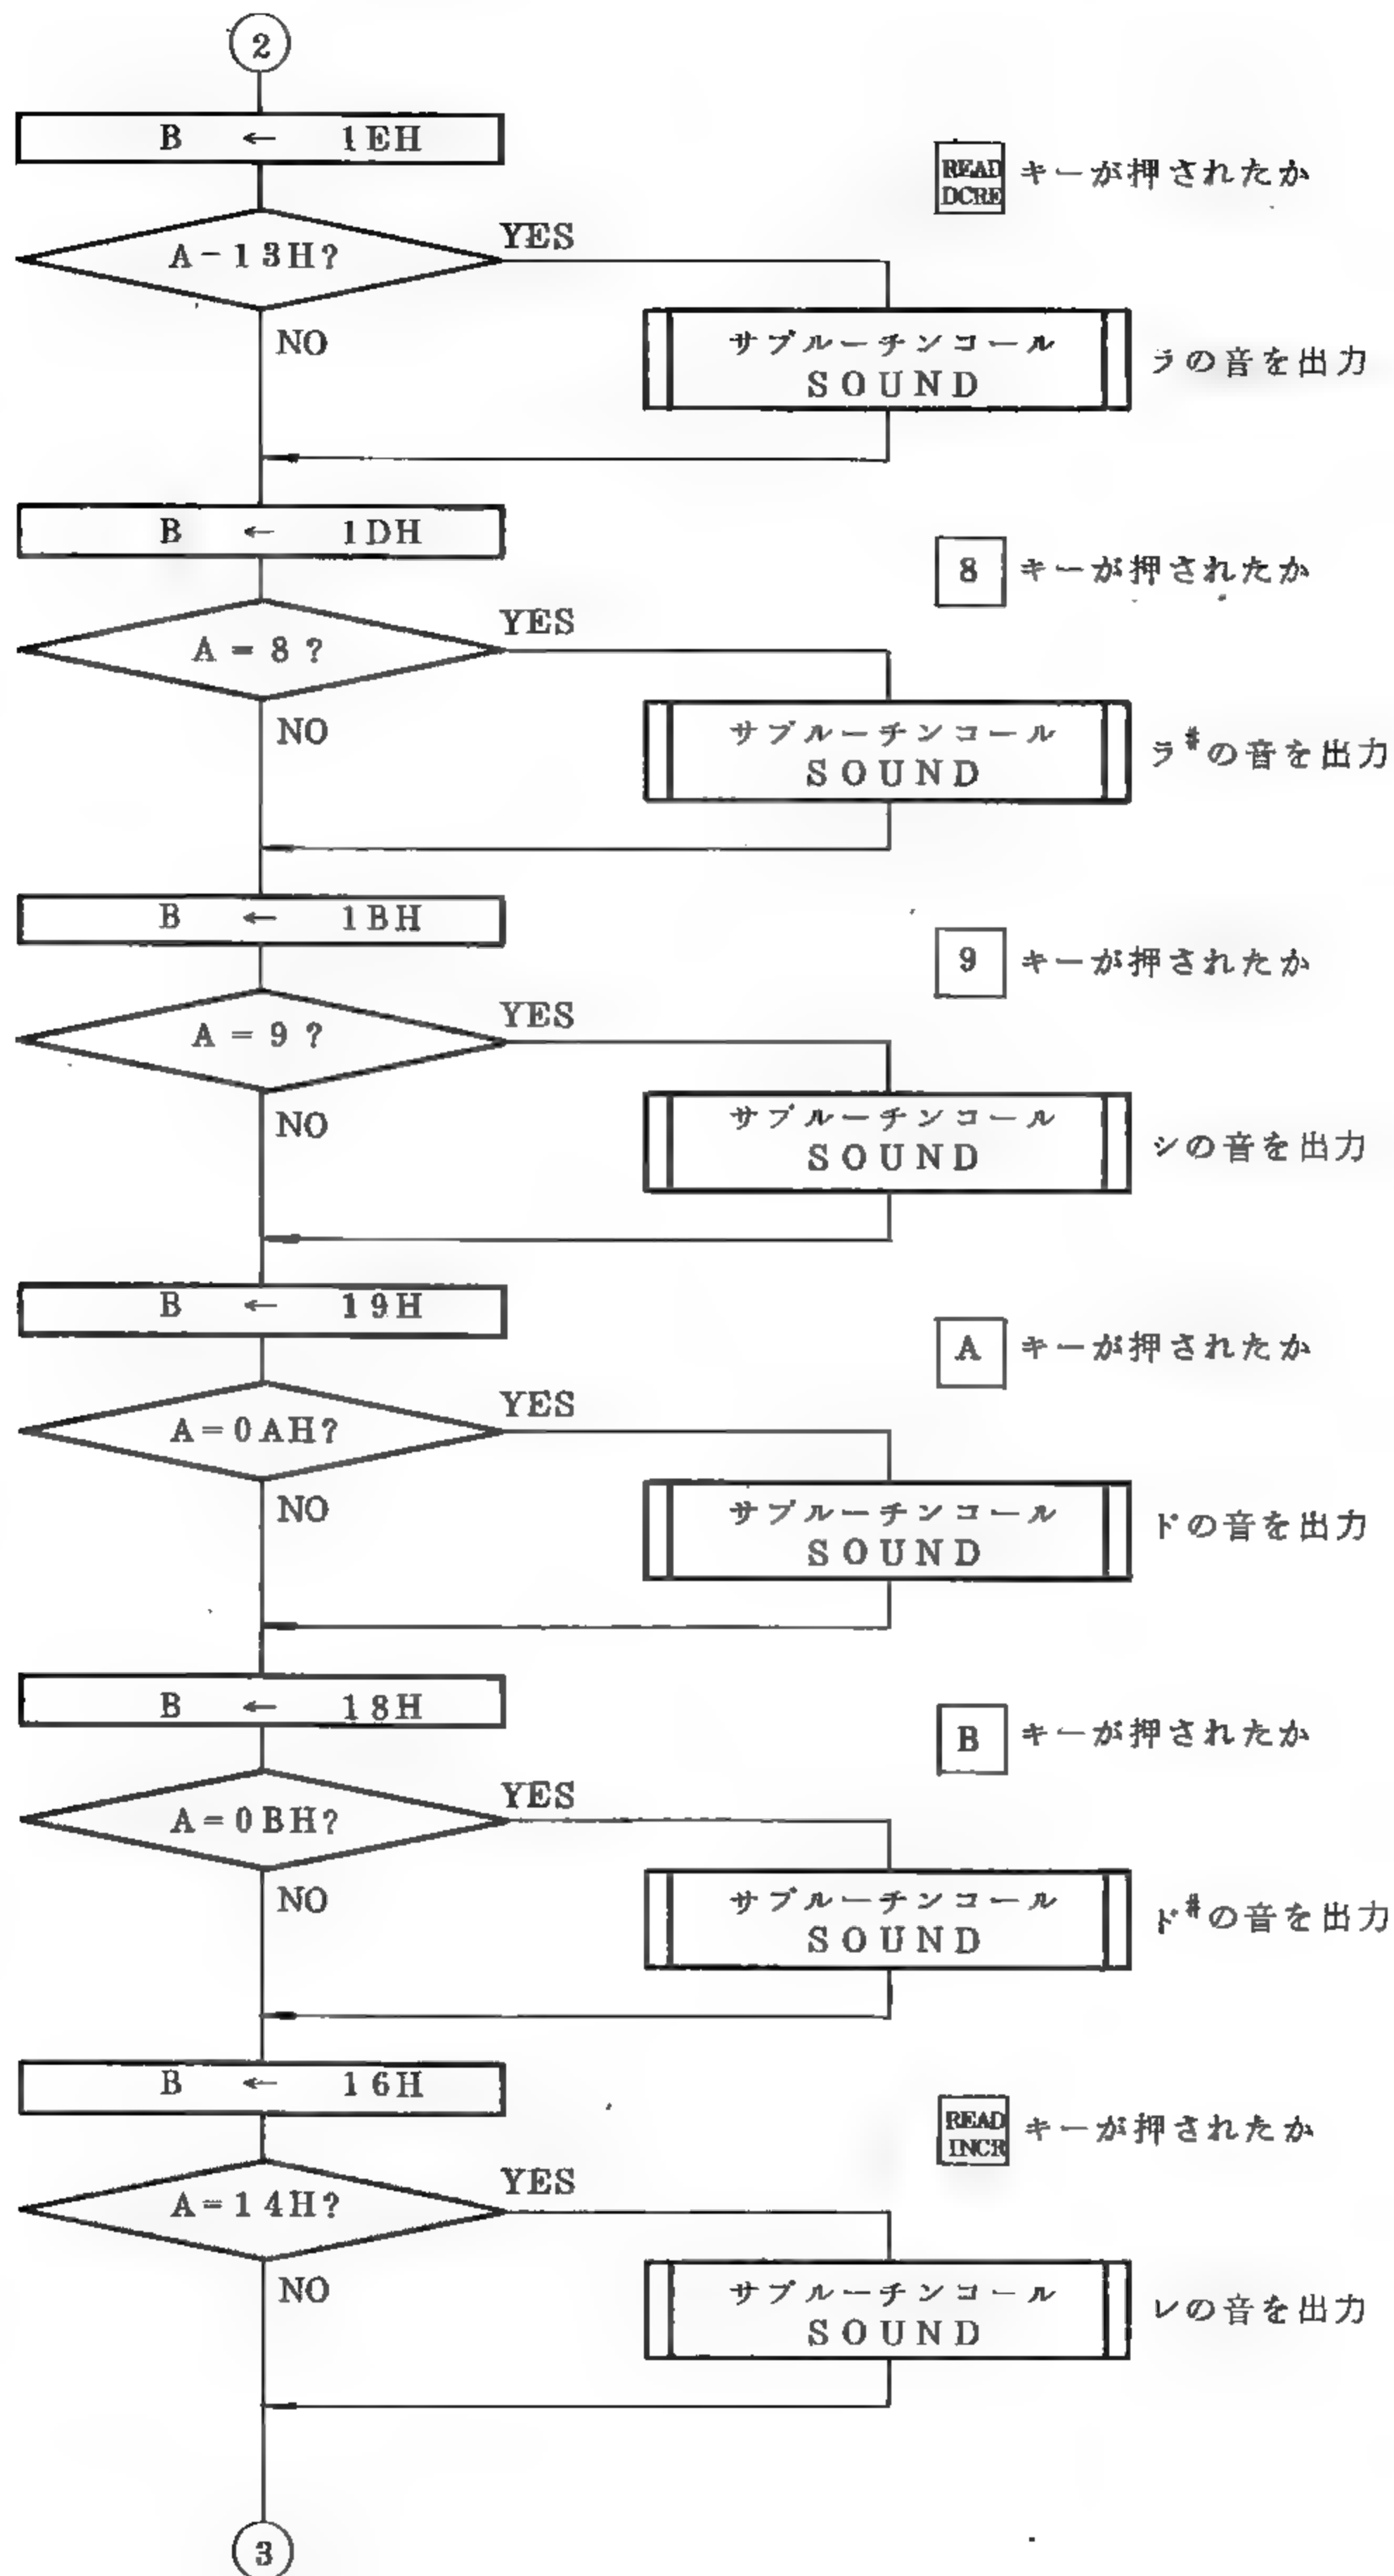 2
B ← 1EH
READ
DCRE
キーが押されたか
A-13H?
YES
NO
サブルーチンコール
SOUND
ラの音を出力
B ← 1DH
8 キーが押されたか
A = 8 ?
YES
NO
サブルーチンコール
SOUND
ラ#の音を出力
B ← 1BH
9 キーが押されたか
A = 9 ?
YES
NO
サブルーチンコール
SOUND
シの音を出力
B ← 19H
A キーが押されたか
A=0AH?
YES
NO
サブルーチンコール
SOUND
ドの音を出力
B ← 18H
B キーが押されたか
A=0BH?
YES
NO
サブルーチンコール
SOUND
ド#の音を出力
B ← 16H
READ
INCR
キーが押されたか
A=14H?
YES
NO
サブルーチンコール
SOUND
レの音を出力
3